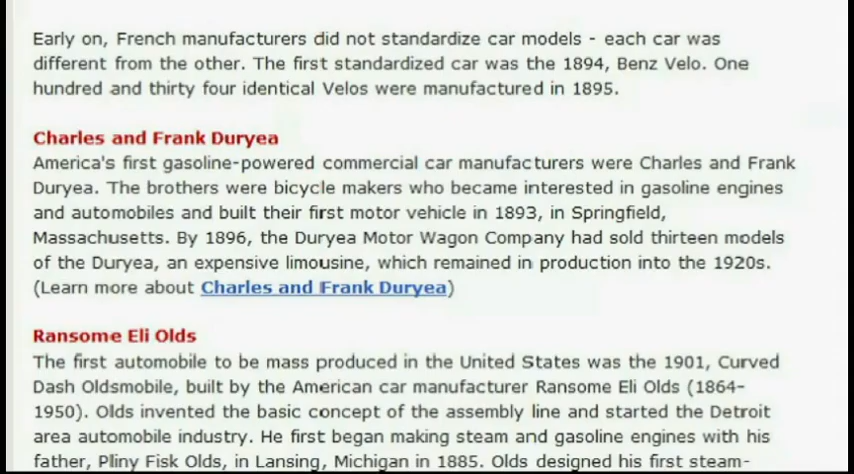 Early on, French manufacturers did not standardize car models - each car was
different from the other. The first standardized car was the 1894, Benz Velo. One
hundred and thirty four identical Velos were manufactured in 1895.
Charles and Frank Duryea
America's first gasoline-powered commercial car manufacturers were Charles and Frank
Duryea. The brothers were bicycle makers who became interested in gasoline engines
and automobiles and built their first motor vehicle in 1893, in Springfield,
Massachusetts. By 1896, the Duryea Motor Wagon Company had sold thirteen models
of the Duryea, an expensive limousine, which remained in production into the 1920s.
(Learn more about Charles and Frank Duryea)
Ransome Eli Olds
The first automobile to be mass produced in the United States was the 1901, Curved
Dash Oldsmobile, built by the American car manufacturer Ransome Eli Olds (1864-
1950). Olds invented the basic concept of the assembly line and started the Detroit
area automobile industry. He first began making steam and gasoline engines with his
father, Pliny Fisk Olds, in Lansing, Michigan in 1885. Olds designed his first steam-